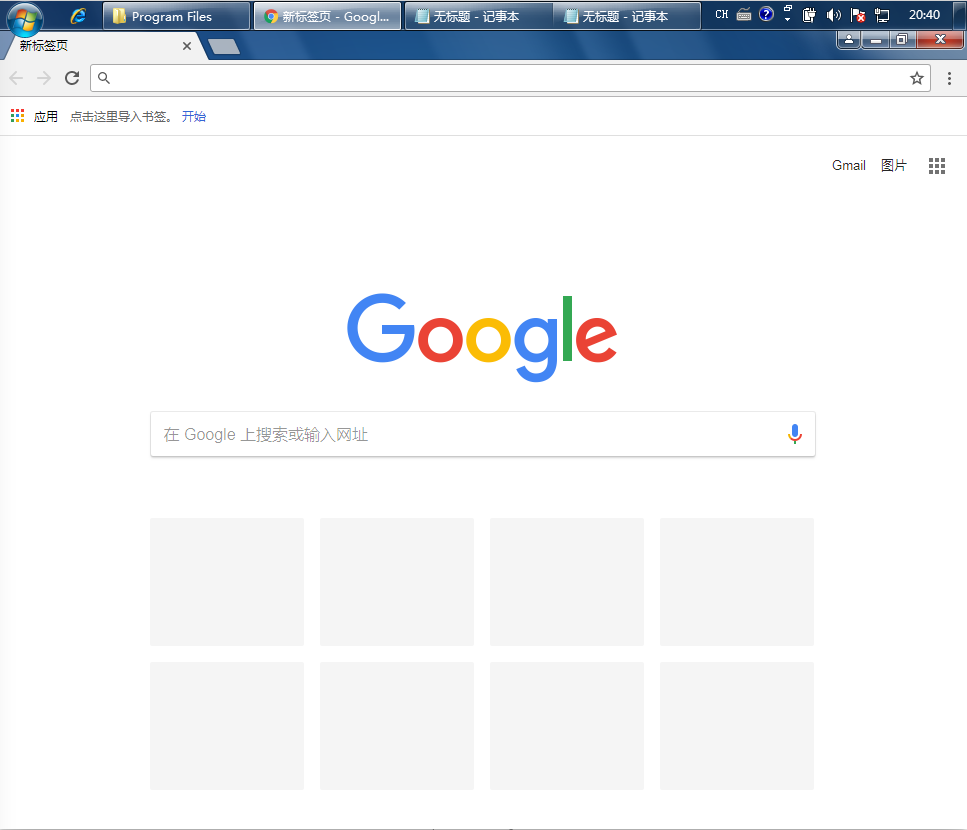 Program Files
新标签页 - Googl...
无标题 - 记事本
无标题 - 记事本
CH
20:40
新标签页
应用
点击这里导入书签。
开始
Gmail
图片
Google
在 Google 上搜索或输入网址